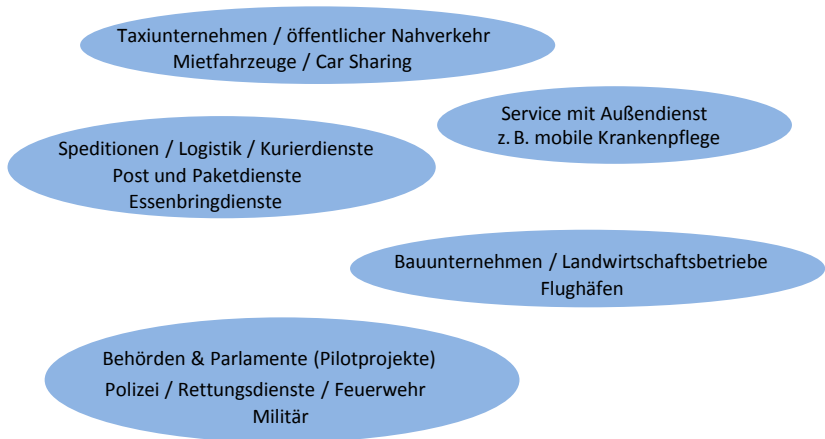 Taxiunternehmen / öffentlicher Nahverkehr
Mietfahrzeuge / Car Sharing
Service mit Außendienst
z. B. mobile Krankenpflege
Speditionen / Logistik / Kurierdienste
Post und Paketdienste
Essenbringdienste
Bauunternehmen / Landwirtschaftsbetriebe
Flughäfen
Behörden & Parlamente (Pilotprojekte)
Polizei / Rettungsdienste / Feuerwehr
Militär